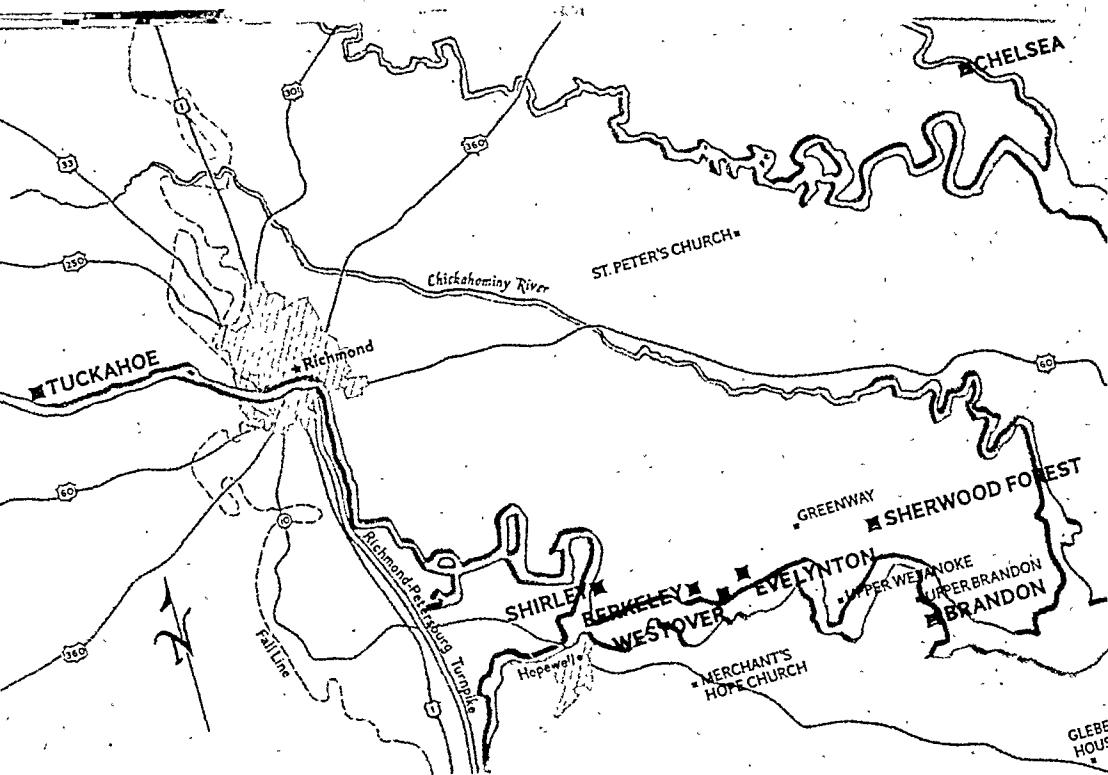 CHELSEA
1
301
360
33
ST. PETER'S CHURCH
250
Chickahominy River
Richmond
TUCKAHOE
60
60
GREENWAY
SHERWOOD FOREST
10
Richmond-Petersburg Turnpike
EVELYNTON
UPPER WEYANOKE
UPPER BRANDON
BRANDON
SHIRLEY
BERKELEY
WESTOVER
N
Fall Line
360
Hopewell
MERCHANT'S
HOPE CHURCH
1
GLEBE
HOUS